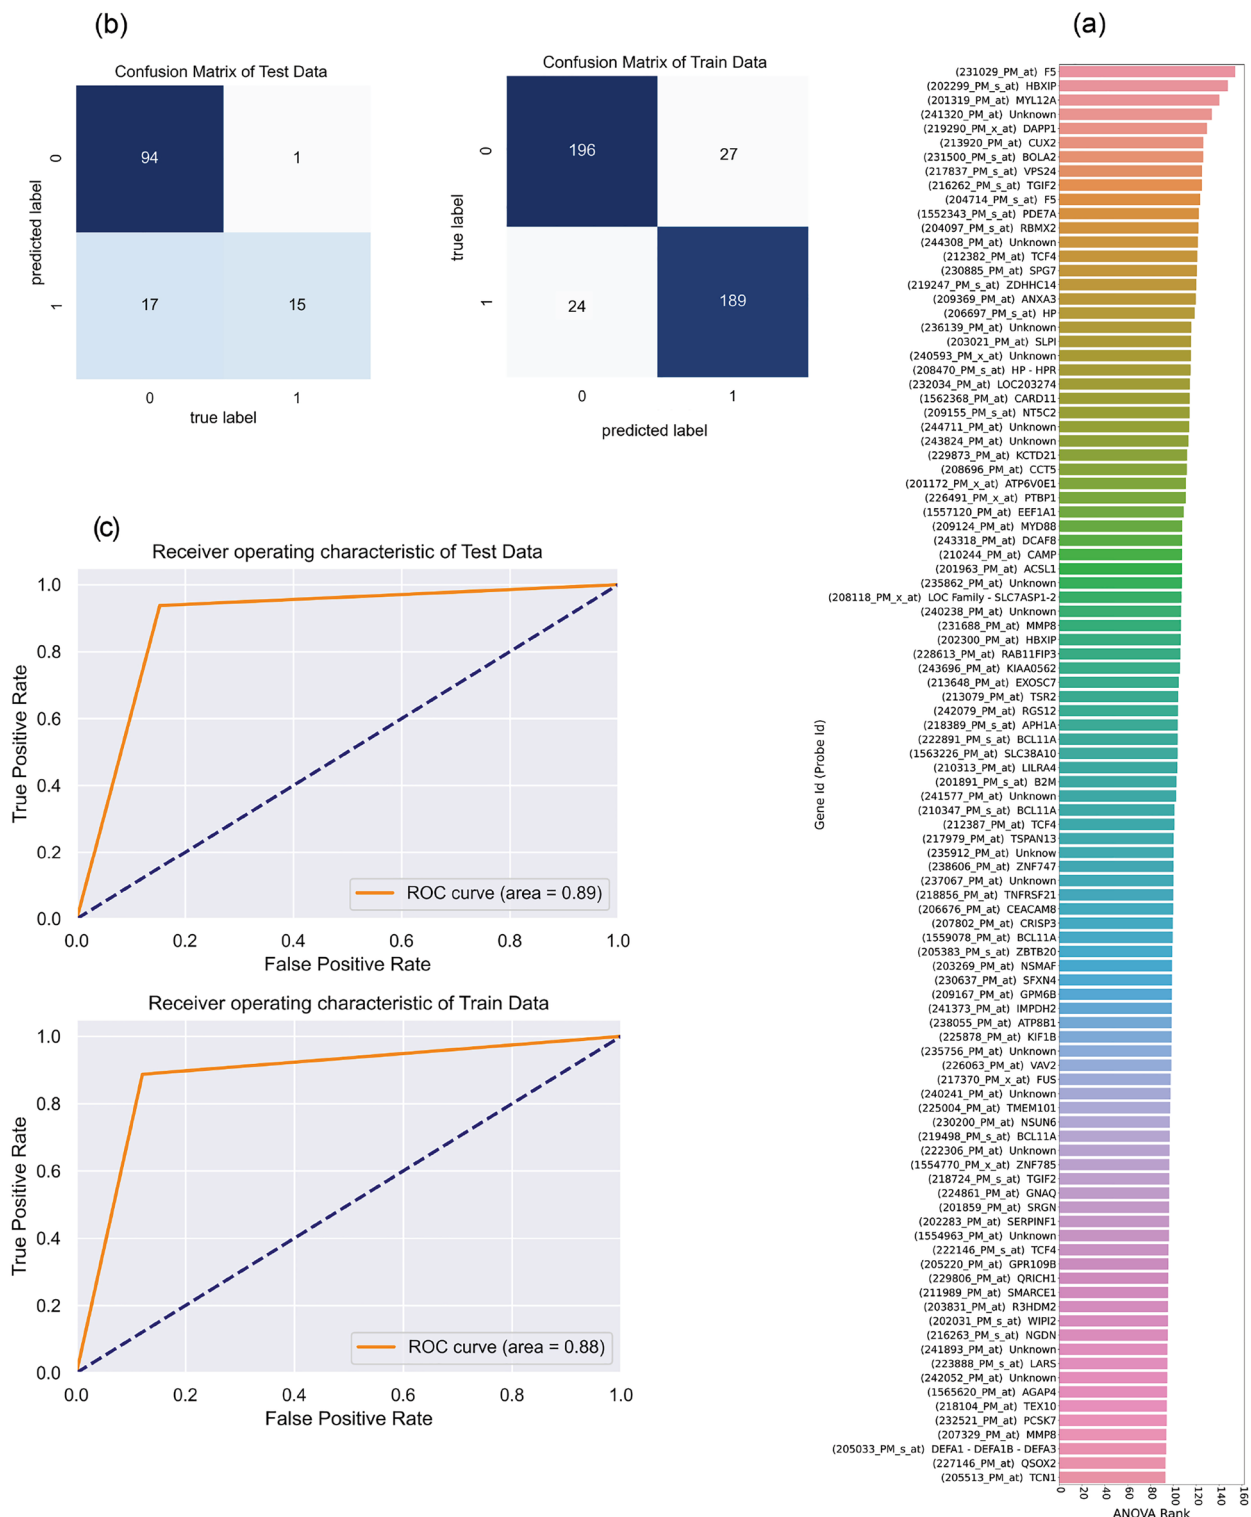 (b)
Confusion Matrix of Test Data
94
1
17
15
0
1
predicted label
0
1
true label
Confusion Matrix of Train Data
196
27
24
189
0
1
true label
0
1
predicted label
(c)
Receiver operating characteristic of Test Data
1.0
0.8
0.6
0.4
0.2
0.0
True Positive Rate
ROC curve (area = 0.89)
0.0 0.2 0.4 0.6 0.8 1.0
False Positive Rate
Receiver operating characteristic of Train Data
1.0
0.8
0.6
0.4
0.2
0.0
True Positive Rate
ROC curve (area = 0.88)
0.0 0.2 0.4 0.6 0.8 1.0
False Positive Rate
(a)
Gene Id (Probe Id)
(231029_PM_at) F5
(202299_PM_s_at) HBXIP
(201319_PM_at) MYL12A
(241320_PM_at) Unknown
(219290_PM_x_at) DAPP1
(213920_PM_at) CUX2
(231500_PM_s_at) BOLA2
(217837_PM_s_at) VPS24
(216262_PM_s_at) TGIF2
(204714_PM_s_at) F5
(1552343_PM_s_at) PDE7A
(204097_PM_s_at) RBMX2
(244308_PM_at) Unknown
(212382_PM_at) TCF4
(230885_PM_at) SPG7
(219247_PM_s_at) ZDHHC14
(209369_PM_at) ANXA3
(206697_PM_s_at) HP
(236139_PM_at) Unknown
(203021_PM_at) SLPI
(240593_PM_x_at) Unknown
(208470_PM_s_at) HP - HPR
(232034_PM_at) LOC203274
(1562368_PM_at) CARD11
(209155_PM_s_at) NT5C2
(244711_PM_at) Unknown
(243824_PM_at) Unknown
(229873_PM_at) KCTD21
(208696_PM_at) CCT5
(201172_PM_x_at) ATP6V0E1
(226491_PM_x_at) PTBP1
(1557120_PM_at) EEF1A1
(209124_PM_at) MYD88
(243318_PM_at) DCAF8
(210244_PM_at) CAMP
(201963_PM_at) ACSL1
(235862_PM_at) Unknown
(208118_PM_x_at) LOC Family - SLC7A5P1-2
(240238_PM_at) Unknown
(231688_PM_at) MMP8
(202300_PM_at) HBXIP
(228613_PM_at) RAB11FIP3
(243696_PM_at) KIAA0562
(213648_PM_at) EXOSC7
(213079_PM_at) TSR2
(242079_PM_at) RGS12
(218389_PM_s_at) APH1A
(222891_PM_s_at) BCL11A
(1563226_PM_at) SLC38A10
(210313_PM_at) LILRA4
(201891_PM_s_at) B2M
(241577_PM_at) Unknown
(210347_PM_s_at) BCL11A
(212387_PM_at) TCF4
(217979_PM_at) TSPAN13
(235912_PM_at) Unknow
(238606_PM_at) ZNF747
(237067_PM_at) Unknown
(218856_PM_at) TNFRSF21
(206676_PM_at) CEACAM8
(207802_PM_at) CRISP3
(1559078_PM_at) BCL11A
(205383_PM_s_at) ZBTB20
(203269_PM_at) NSMAF
(230637_PM_at) SFXN4
(209167_PM_at) GPM6B
(241373_PM_at) IMPDH2
(238055_PM_at) ATP8B1
(225878_PM_at) KIF1B
(235756_PM_at) Unknown
(226063_PM_at) VAV2
(217370_PM_x_at) FUS
(240241_PM_at) Unknown
(225004_PM_at) TMEM101
(230200_PM_at) NSUN6
(219498_PM_s_at) BCL11A
(222306_PM_at) Unknown
(1554770_PM_x_at) ZNF785
(218724_PM_s_at) TGIF2
(224861_PM_at) GNAQ
(201859_PM_at) SRGN
(202283_PM_at) SERPINF1
(1554963_PM_at) Unknown
(222146_PM_s_at) TCF4
(205220_PM_at) GPR109B
(229806_PM_at) QRICH1
(211989_PM_at) SMARCE1
(203831_PM_at) R3HDM2
(202031_PM_s_at) WIPI2
(216263_PM_s_at) NGDN
(241893_PM_at) Unknown
(223888_PM_s_at) LARS
(242052_PM_at) Unknown
(1565620_PM_at) AGAP4
(218104_PM_at) TEX10
(232521_PM_at) PCSK7
(207329_PM_at) MMP8
(205033_PM_s_at) DEFA1 - DEFA1B - DEFA3
(227146_PM_at) QSOX2
(205513_PM_at) TCN1
0 20 40 60 80 100 120 140 160
ANOVA Rank